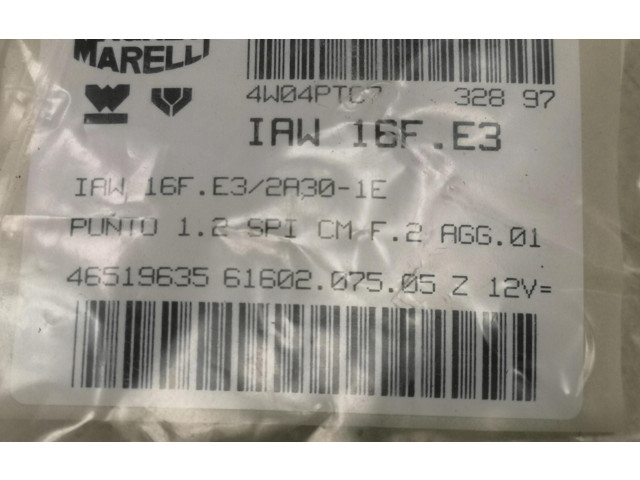 MAGNETI
MARELLI
4W04PTC7 328 97
IAW 16F.E3
IAW 16F.E3/2A30-1E
PUNTO 1.2 SPI CM F.2 AGG.01
46519635 61602.075.05 Z 12V=